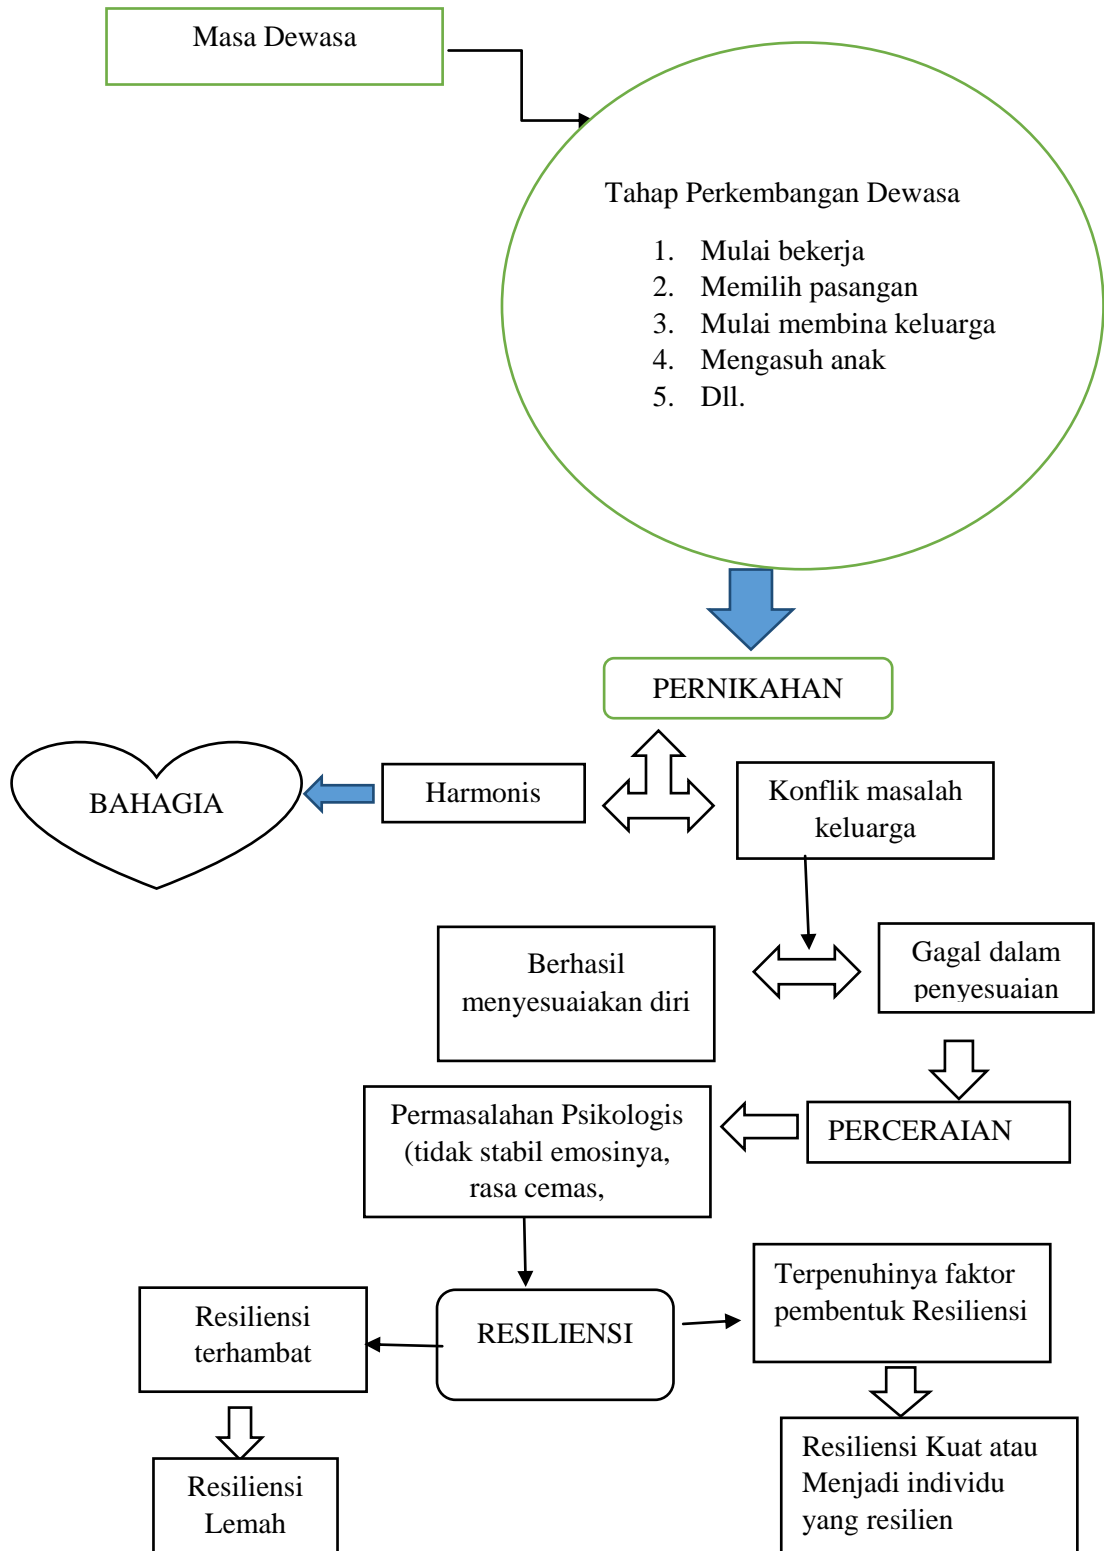 Masa Dewasa
Tahap Perkembangan Dewasa
1. Mulai bekerja
2. Memilih pasangan
3. Mulai membina keluarga
4. Mengasuh anak
5. Dll.
PERNIKAHAN
BAHAGIA
Harmonis
Konflik masalah
keluarga
Berhasil
menyesuaiakan diri
Gagal dalam
penyesuaian
Permasalahan Psikologis
(tidak stabil emosinya,
rasa cemas,
PERCERAIAN
Resiliensi
terhambat
RESILIENSI
Terpenuhinya faktor
pembentuk Resiliensi
Resiliensi
Lemah
Resiliensi Kuat atau
Menjadi individu
yang resilien